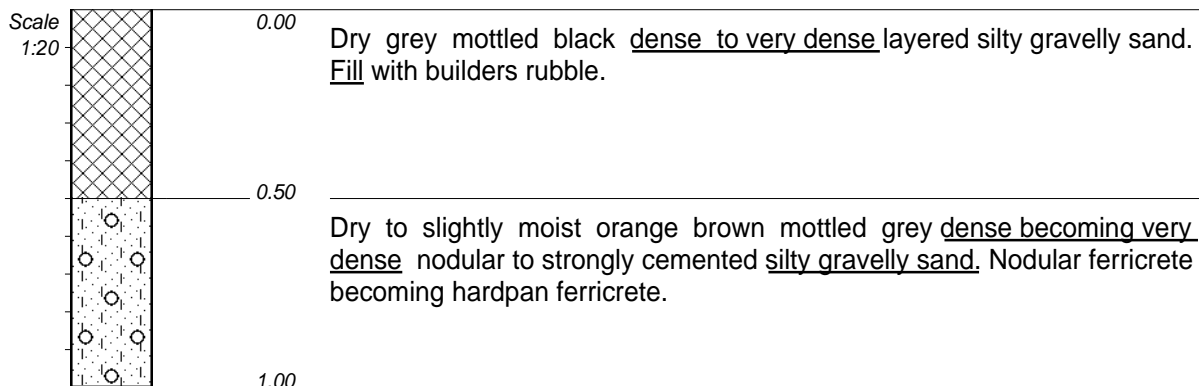 Scale
1:20
0.00
Dry grey mottled black dense to very dense layered silty gravelly sand.
Fill with builders rubble.
0.50
Dry to slightly moist orange brown mottled grey dense becoming very
dense nodular to strongly cemented silty gravelly sand. Nodular ferricrete
becoming hardpan ferricrete.
1.00